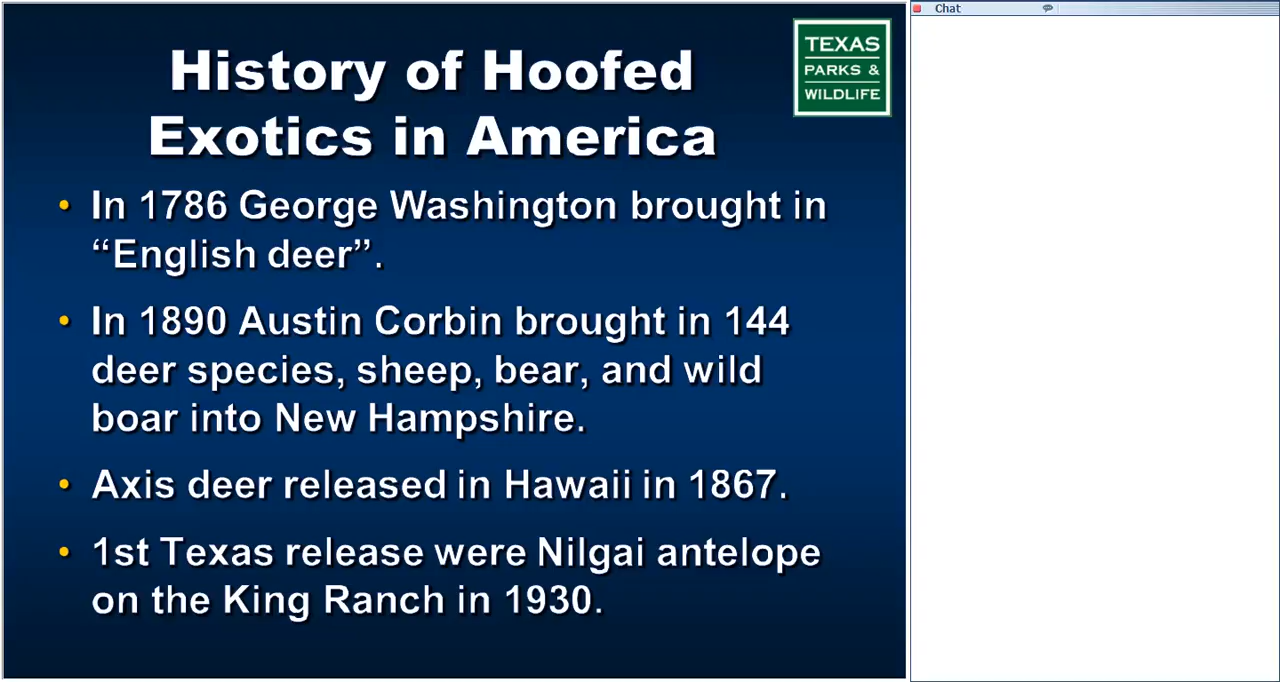 History of Hoofed
Exotics in America
TEXAS
PARKS &
WILDLIFE
• In 1786 George Washington brought in
“English deer”.
• In 1890 Austin Corbin brought in 144
deer species, sheep, bear, and wild
boar into New Hampshire.
• Axis deer released in Hawaii in 1867.
• 1st Texas release were Nilgai antelope
on the King Ranch in 1930.
Chat